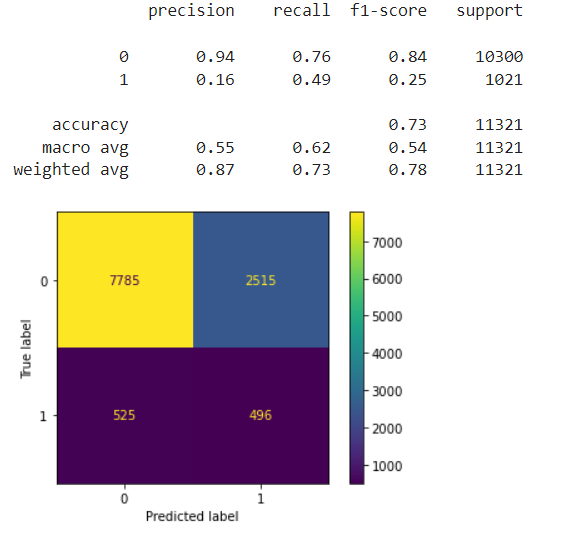 precision recall f1-score support
0 0.94 0.76 0.84 10300
1 0.16 0.49 0.25 1021
accuracy 0.73 11321
macro avg 0.55 0.62 0.54 11321
weighted avg 0.87 0.73 0.78 11321
7000
6000
5000
4000
3000
2000
1000
True label
0 7785 2515
1 525 496
0 1
Predicted label